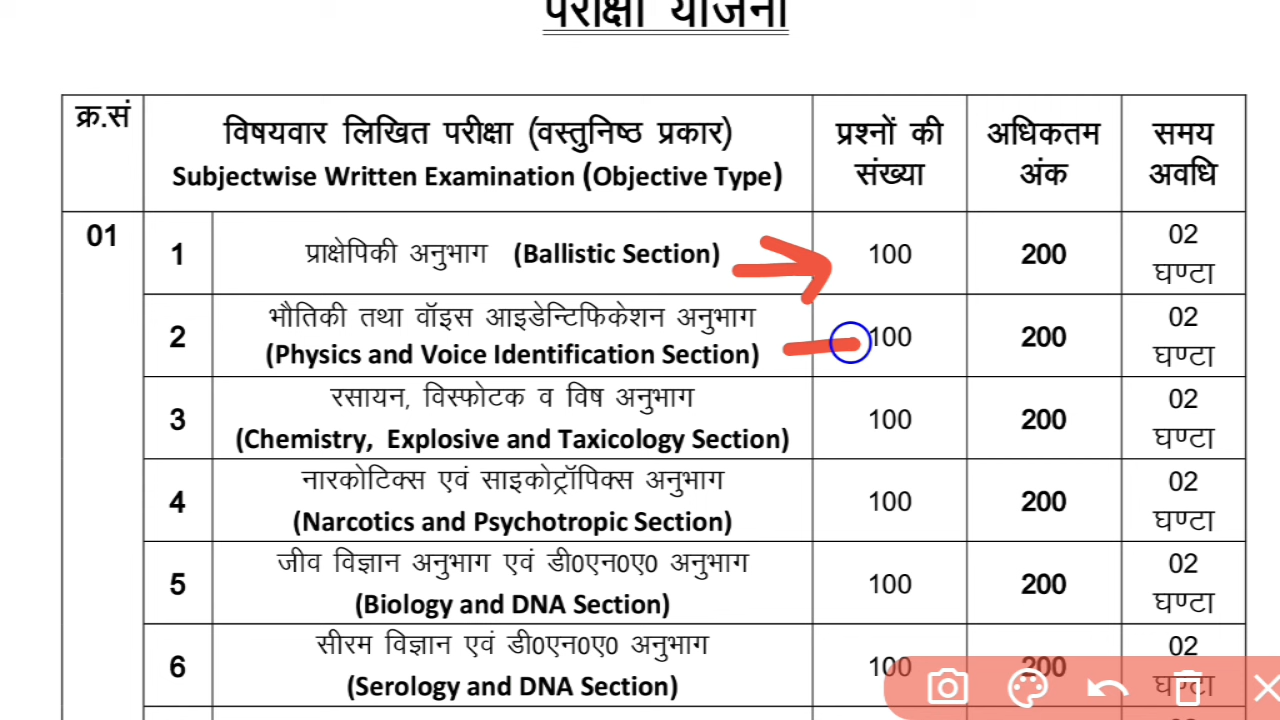 परीक्षा योजना
क्र.सं
विषयवार लिखित परीक्षा (वस्तुनिष्ठ प्रकार)
Subjectwise Written Examination (Objective Type)
प्रश्नों की
संख्या
अधिकतम
अंक
समय
अवधि
01
1
प्राक्षेपिकी अनुभाग (Ballistic Section)
100
200
02
घण्टा
2
भौतिकी तथा वॉइस आइडेन्टिफिकेशन अनुभाग
(Physics and Voice Identification Section)
100
200
02
घण्टा
3
रसायन, विस्फोटक व विष अनुभाग
(Chemistry, Explosive and Taxicology Section)
100
200
02
घण्टा
4
नारकोटिक्स एवं साइकोट्रॉपिक्स अनुभाग
(Narcotics and Psychotropic Section)
100
200
02
घण्टा
5
जीव विज्ञान अनुभाग एवं डी0एन0ए0 अनुभाग
(Biology and DNA Section)
100
200
02
घण्टा
6
सीरम विज्ञान एवं डी0एन0ए0 अनुभाग
(Serology and DNA Section)
100
200
02
घण्टा